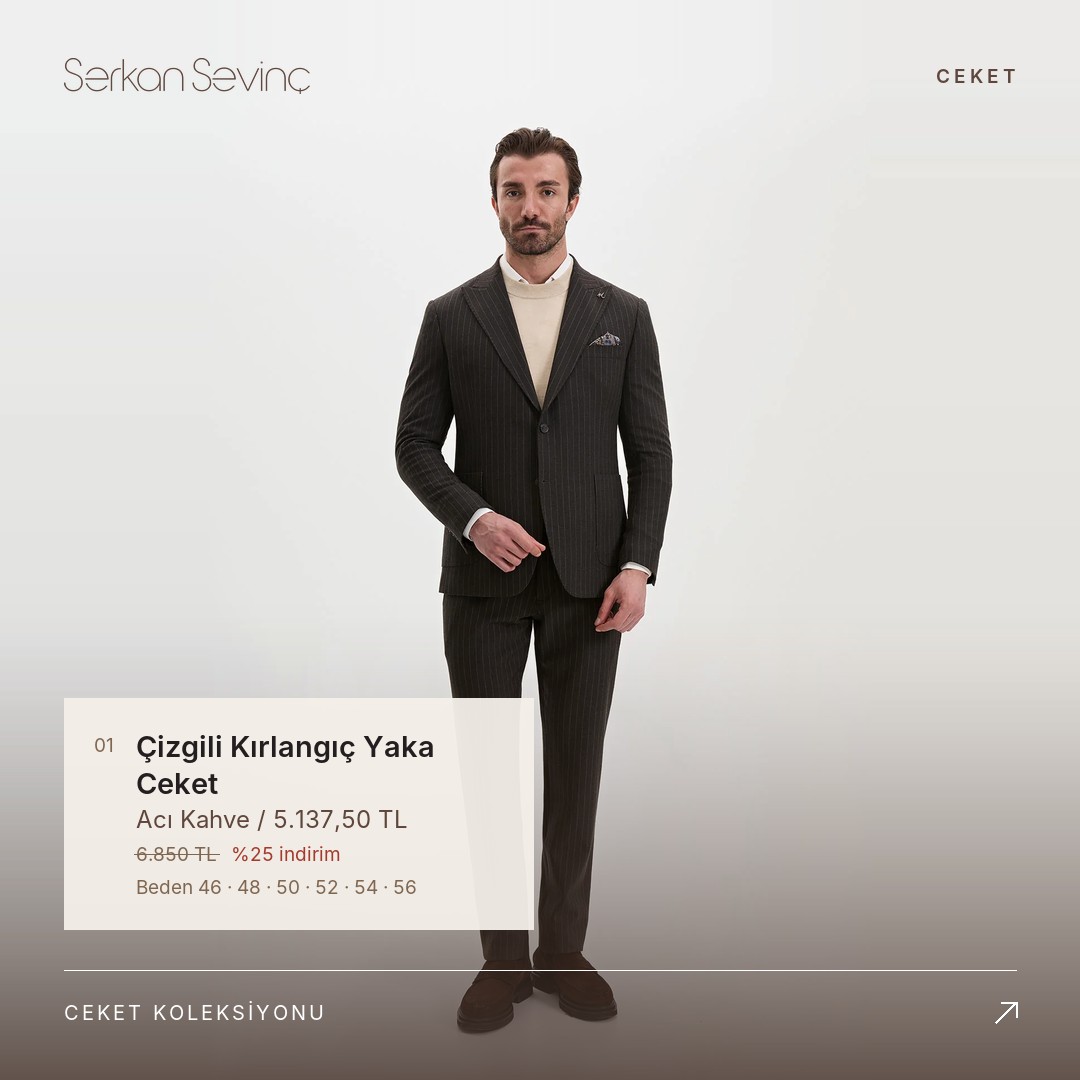 Serkan Sevinç
CEKET
01
Çizgili Kırlangıç Yaka
Ceket
Acı Kahve / 5.137,50 TL
6.850 TL %25 indirim
Beden 46 · 48 · 50 · 52 · 54 · 56
CEKET KOLEKSİYONU